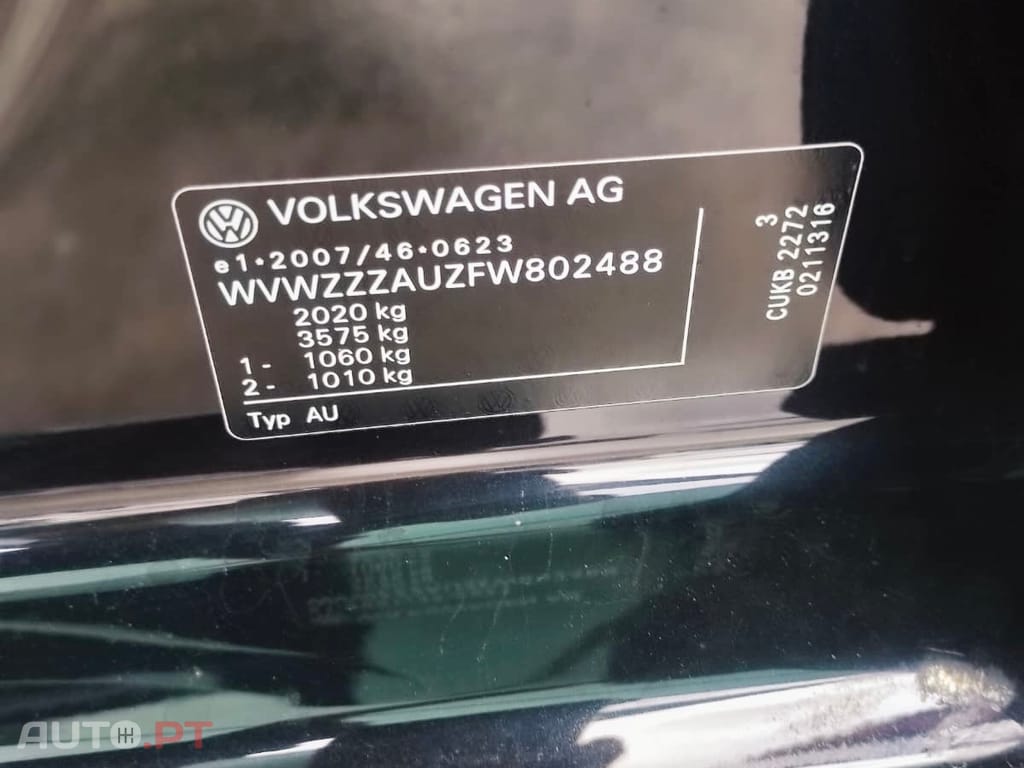 VOLKSWAGEN AG
e1*2007/46*0623
WVWZZZAUZFW802488
2020 kg
3575 kg
1- 1060 kg
2- 1010 kg
Typ AU
3
CUKB 2272
0211316
AUTO.PT